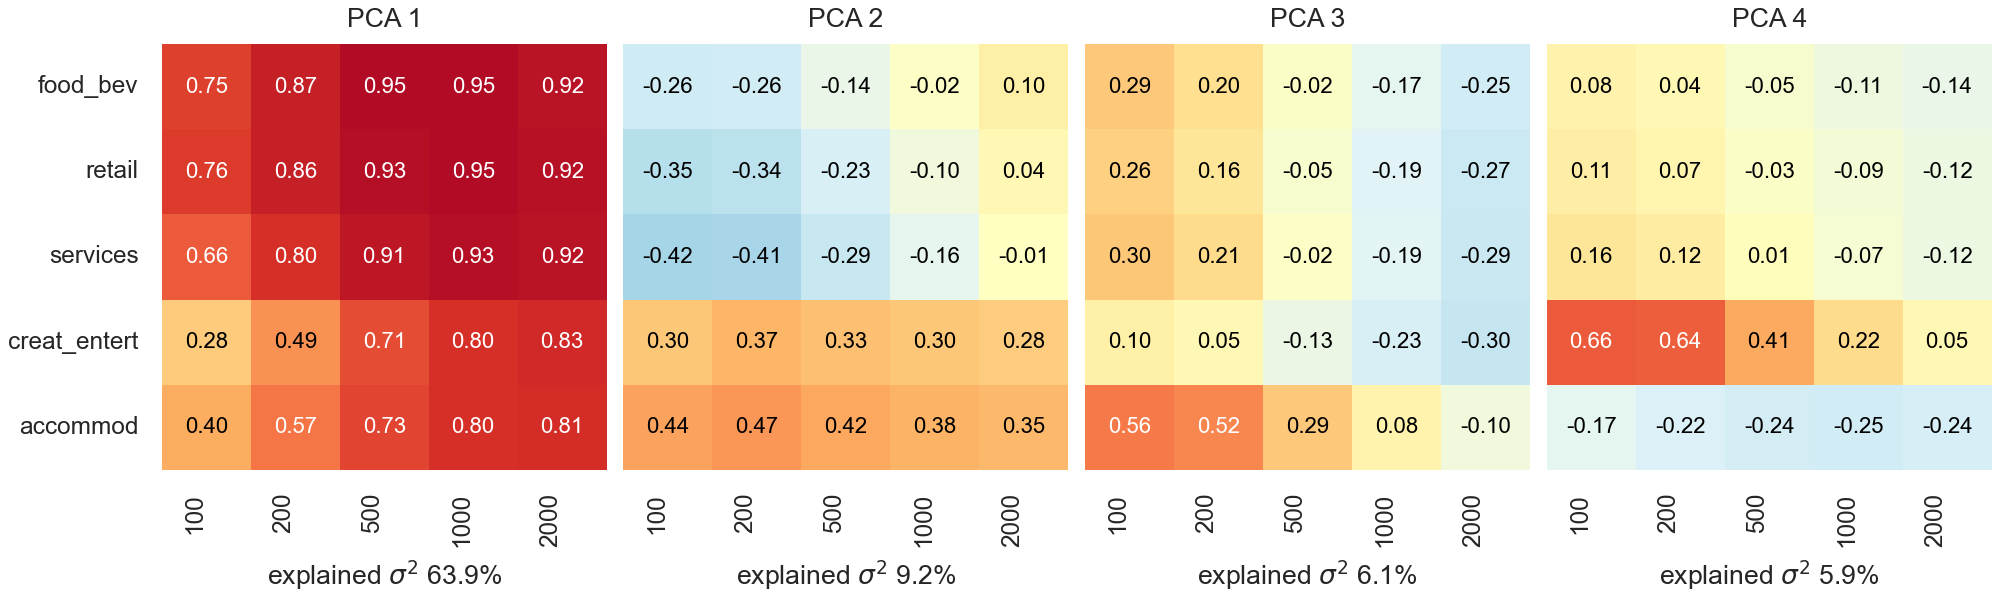 PCA 1 PCA 2 PCA 3 PCA 4
food_bev 0.75 0.87 0.95 0.95 0.92 -0.26 -0.26 -0.14 -0.02 0.10 0.29 0.20 -0.02 -0.17 -0.25 0.08 0.04 -0.05 -0.11 -0.14
retail 0.76 0.86 0.93 0.95 0.92 -0.35 -0.34 -0.23 -0.10 0.04 0.26 0.16 -0.05 -0.19 -0.27 0.11 0.07 -0.03 -0.09 -0.12
services 0.66 0.80 0.91 0.93 0.92 -0.42 -0.41 -0.29 -0.16 -0.01 0.30 0.21 -0.02 -0.19 -0.29 0.16 0.12 0.01 -0.07 -0.12
creat_entert 0.28 0.49 0.71 0.80 0.83 0.30 0.37 0.33 0.30 0.28 0.10 0.05 -0.13 -0.23 -0.30 0.66 0.64 0.41 0.22 0.05
accommod 0.40 0.57 0.73 0.80 0.81 0.44 0.47 0.42 0.38 0.35 0.56 0.52 0.29 0.08 -0.10 -0.17 -0.22 -0.24 -0.25 -0.24
100 200 500 1000 2000 100 200 500 1000 2000 100 200 500 1000 2000 100 200 500 1000 2000
explained σ² 63.9% explained σ² 9.2% explained σ² 6.1% explained σ² 5.9%